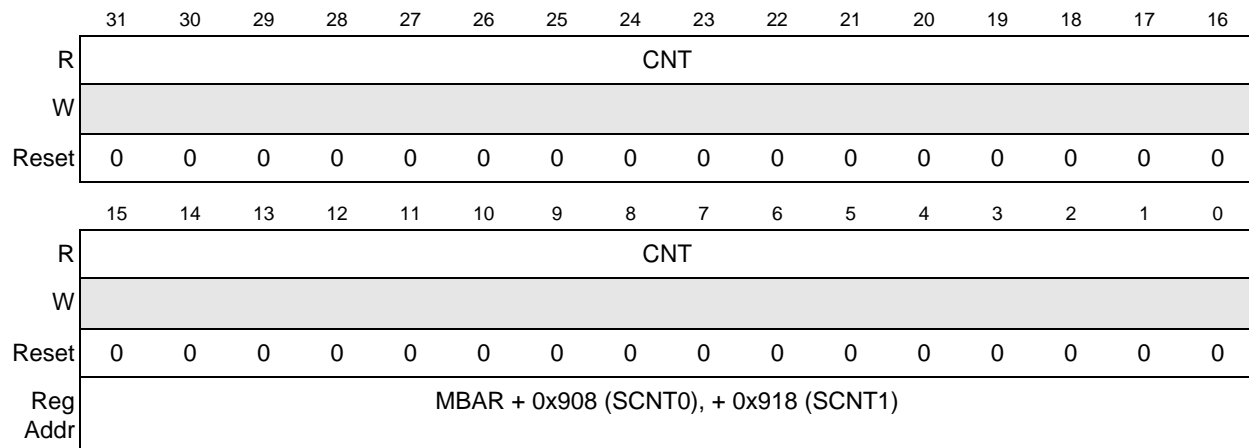 31 30 29 28 27 26 25 24 23 22 21 20 19 18 17 16
R CNT
W
Reset 0 0 0 0 0 0 0 0 0 0 0 0 0 0 0 0
15 14 13 12 11 10 9 8 7 6 5 4 3 2 1 0
R CNT
W
Reset 0 0 0 0 0 0 0 0 0 0 0 0 0 0 0 0
Reg MBAR + 0x908 (SCNT0), + 0x918 (SCNT1)
Addr